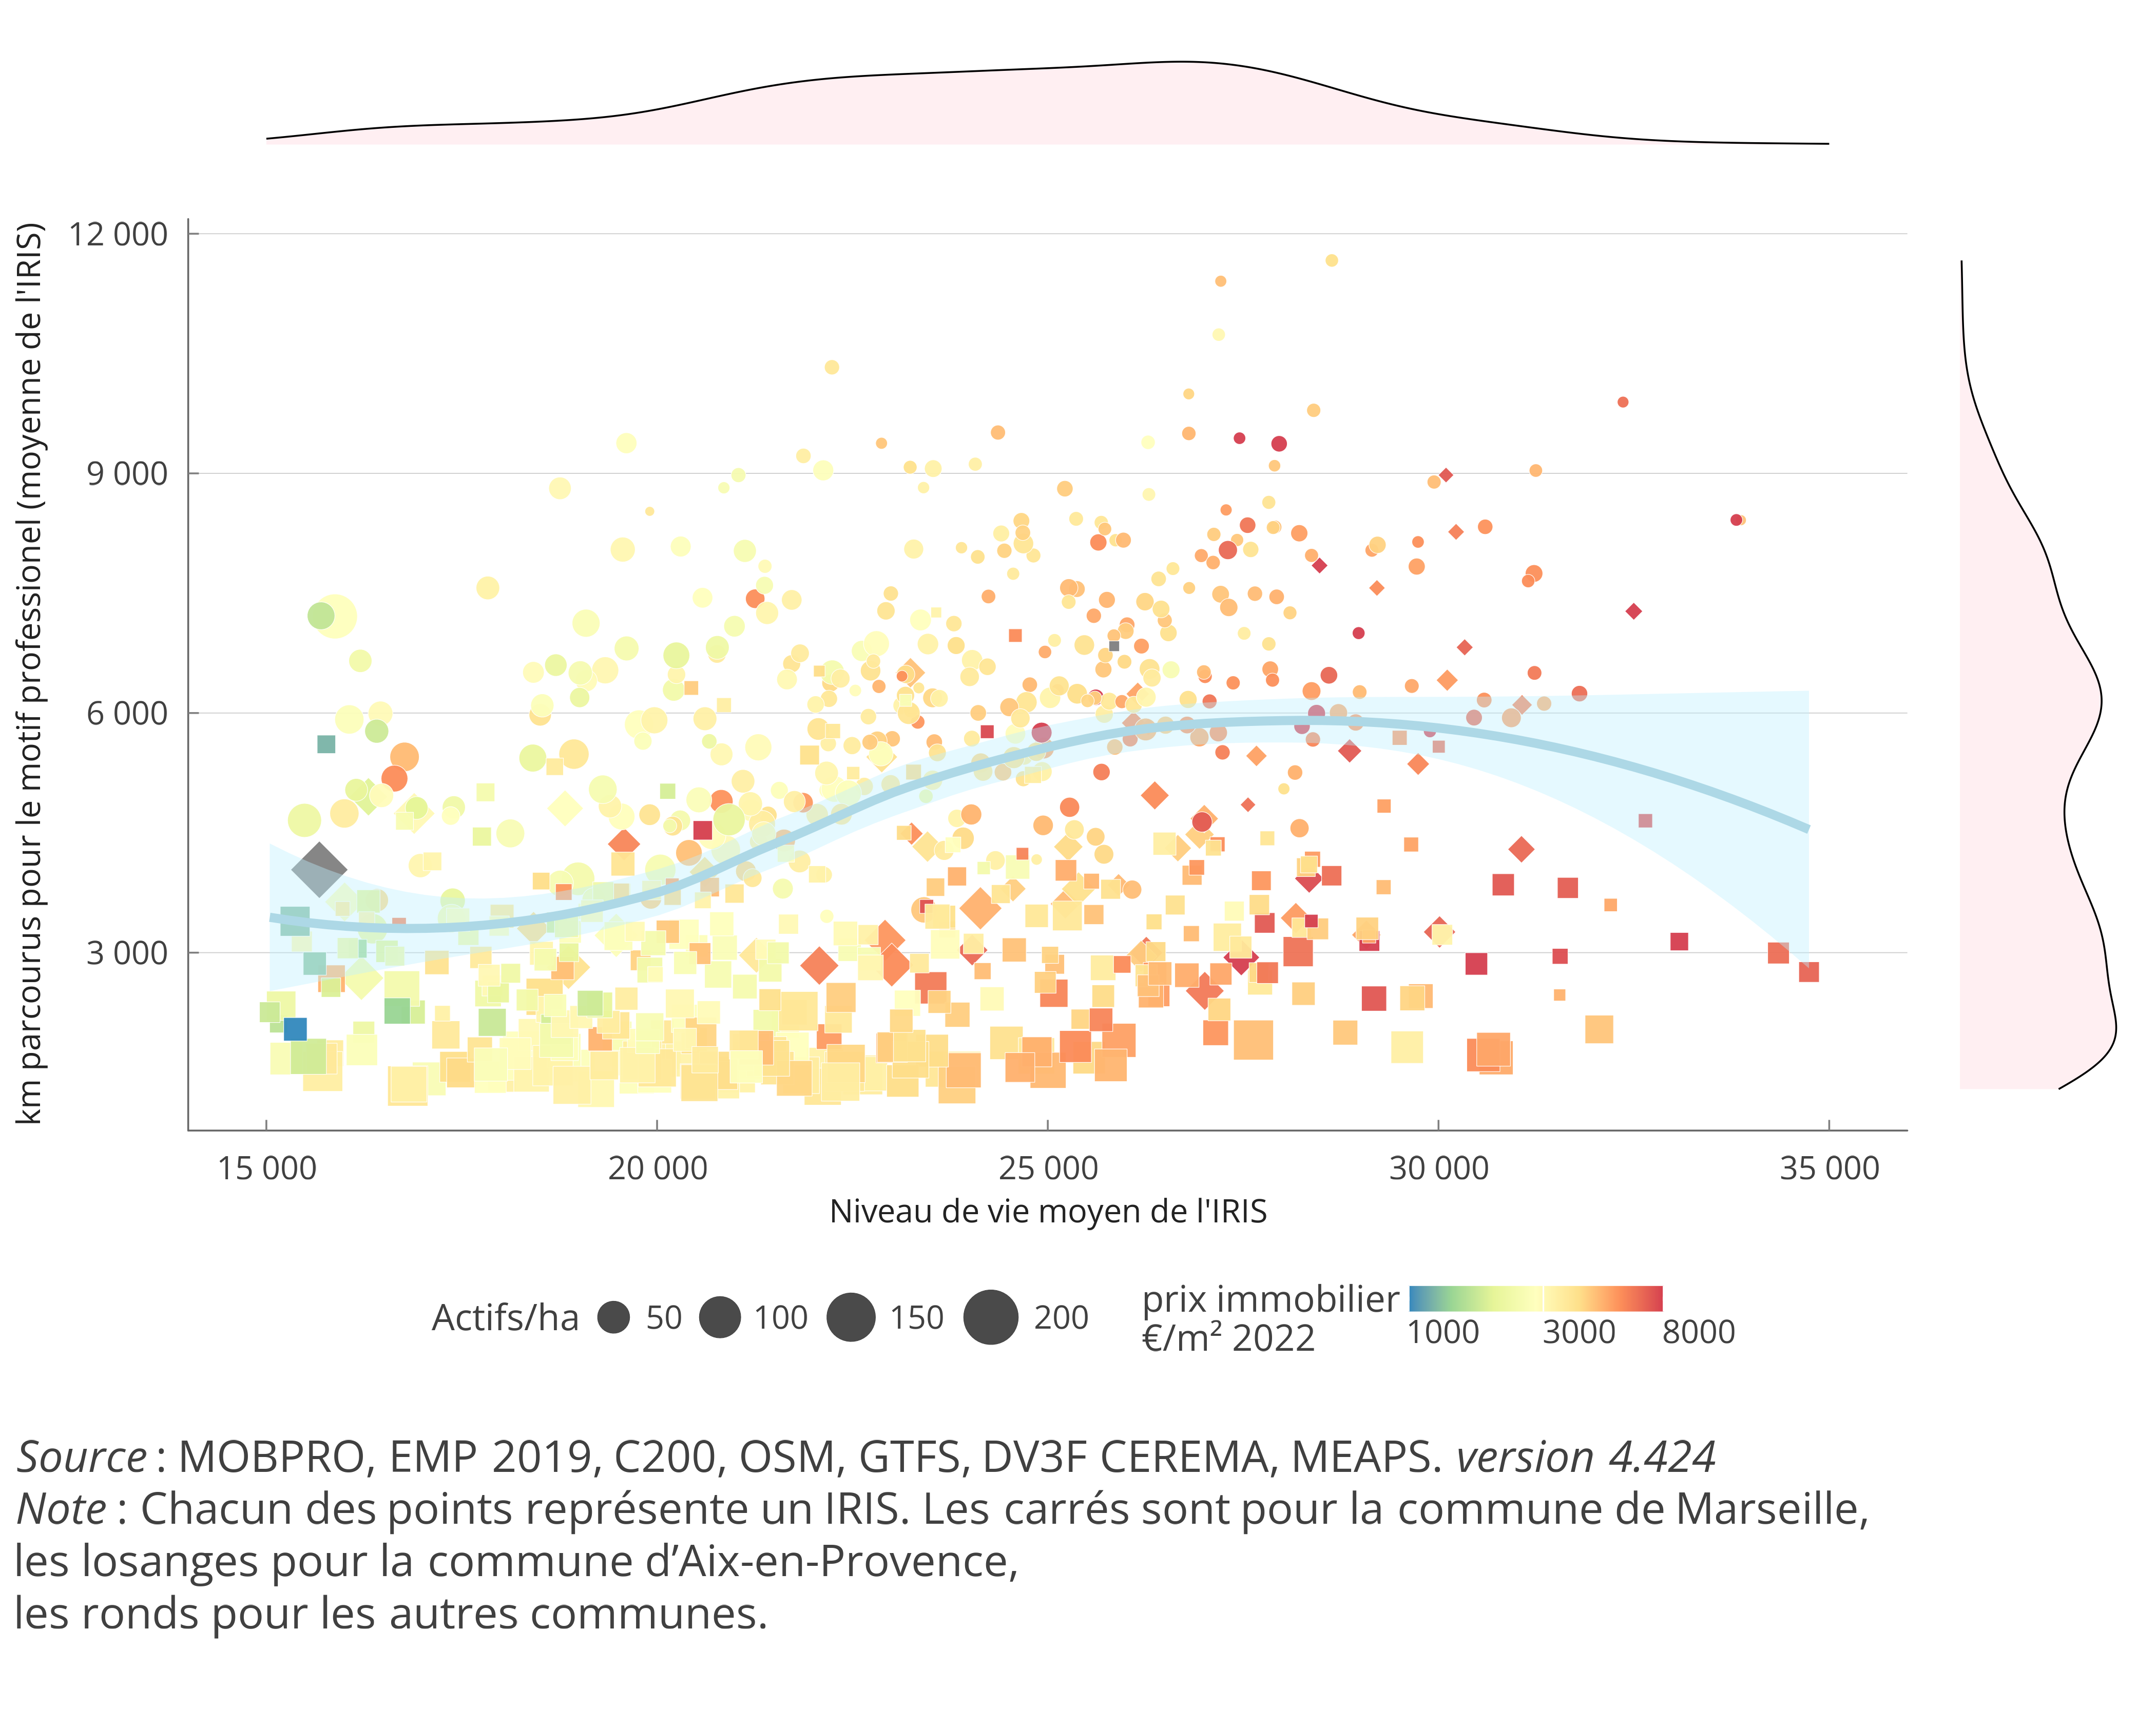 km parcourus pour le motif professionel (moyenne de l'IRIS)
12 000
9 000
6 000
3 000
15 000 20 000 25 000 30 000 35 000
Niveau de vie moyen de l'IRIS
Actifs/ha 50 100 150 200
prix immobilier
€/m² 2022
1000 3000 8000
Source : MOBPRO, EMP 2019, C200, OSM, GTFS, DV3F CEREMA, MEAPS. version 4.424
Note : Chacun des points représente un IRIS. Les carrés sont pour la commune de Marseille,
les losanges pour la commune d’Aix-en-Provence,
les ronds pour les autres communes.